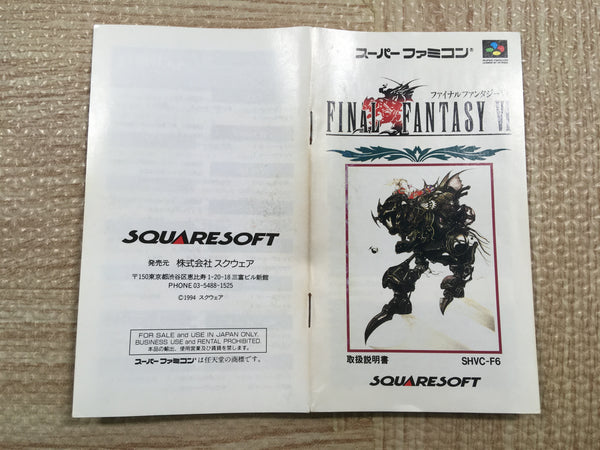 SQUARESOFT
発売元 株式会社 スクウェア
〒150東京都渋谷区恵比寿1-20-18 三富ビル新館
PHONE 03-5488-1525
©1994 スクウェア
FOR SALE and USE IN JAPAN ONLY.
BUSINESS USE and RENTAL PROHIBITED.
本品の輸出、使用営業及び賃貸を禁じます。
スーパーファミコンは任天堂の商標です。
スーパーファミコン®
ファイナルファンタジーVI
FINAL FANTASY VI
取扱説明書
SHVC-F6
SQUARESOFT